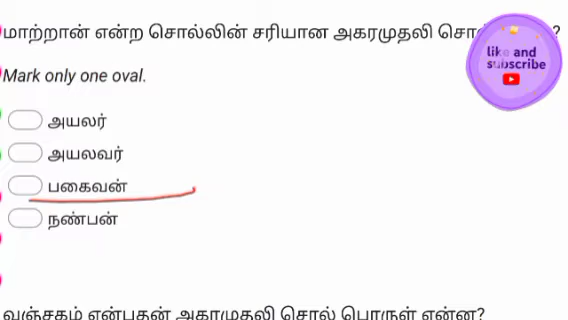 மாற்றான் என்ற சொல்லின் சரியான அகரமுதலி ?
like and
subscribe
Mark only one oval.
அயலர்
அயலவர்
பகைவன்
நண்பன்
வஞ்சகம் என்பதன் அகரமுதலி சொல் பொருள் என்ன?